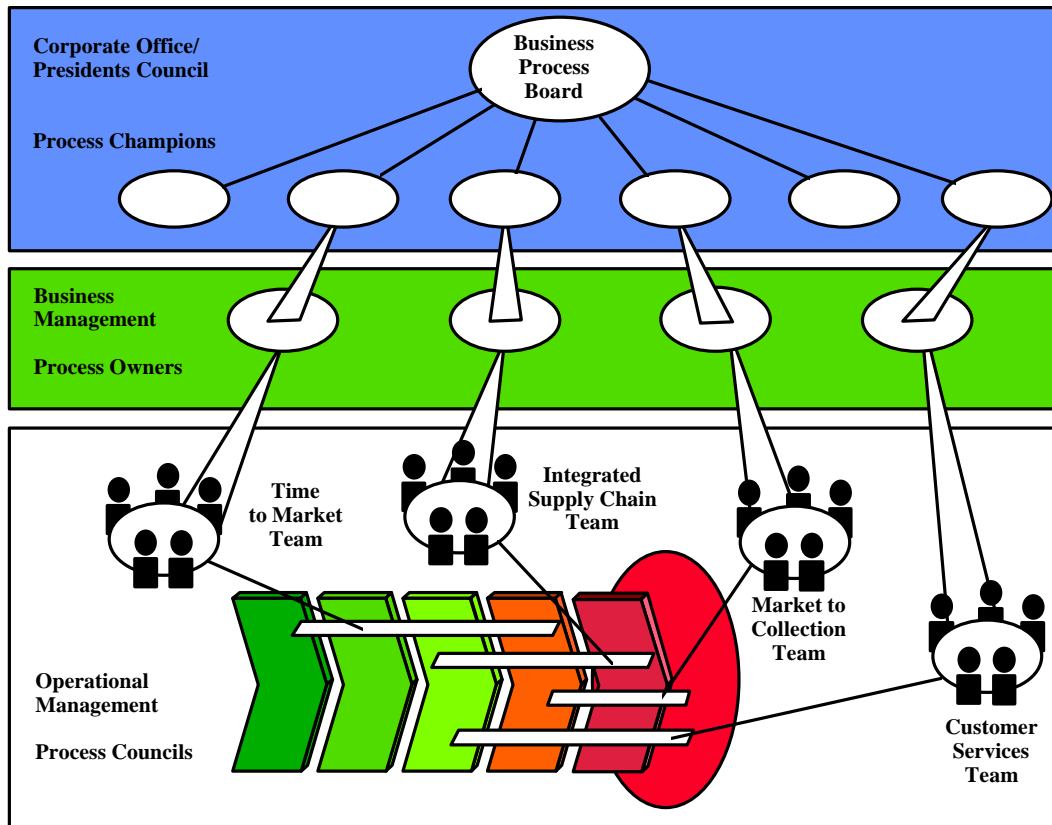 Corporate Office/
Presidents Council
Business
Process
Board
Process Champions
Business
Management
Process Owners
Time
to Market
Team
Integrated
Supply Chain
Team
Market to
Collection
Team
Operational
Management
Process Councils
Customer
Services
Team